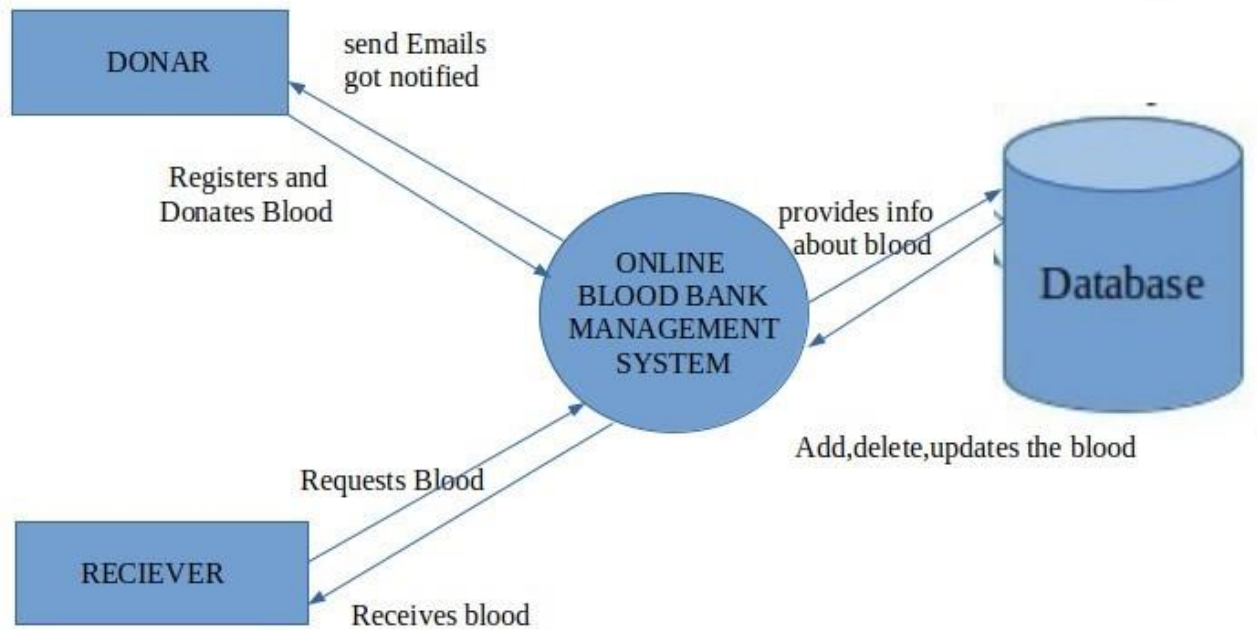 DONAR
send Emails
got notified
Registers and
Donates Blood
provides info
about blood
ONLINE
BLOOD BANK
MANAGEMENT
SYSTEM
Database
Add,delete,updates the blood
Requests Blood
RECIEVER
Receives blood